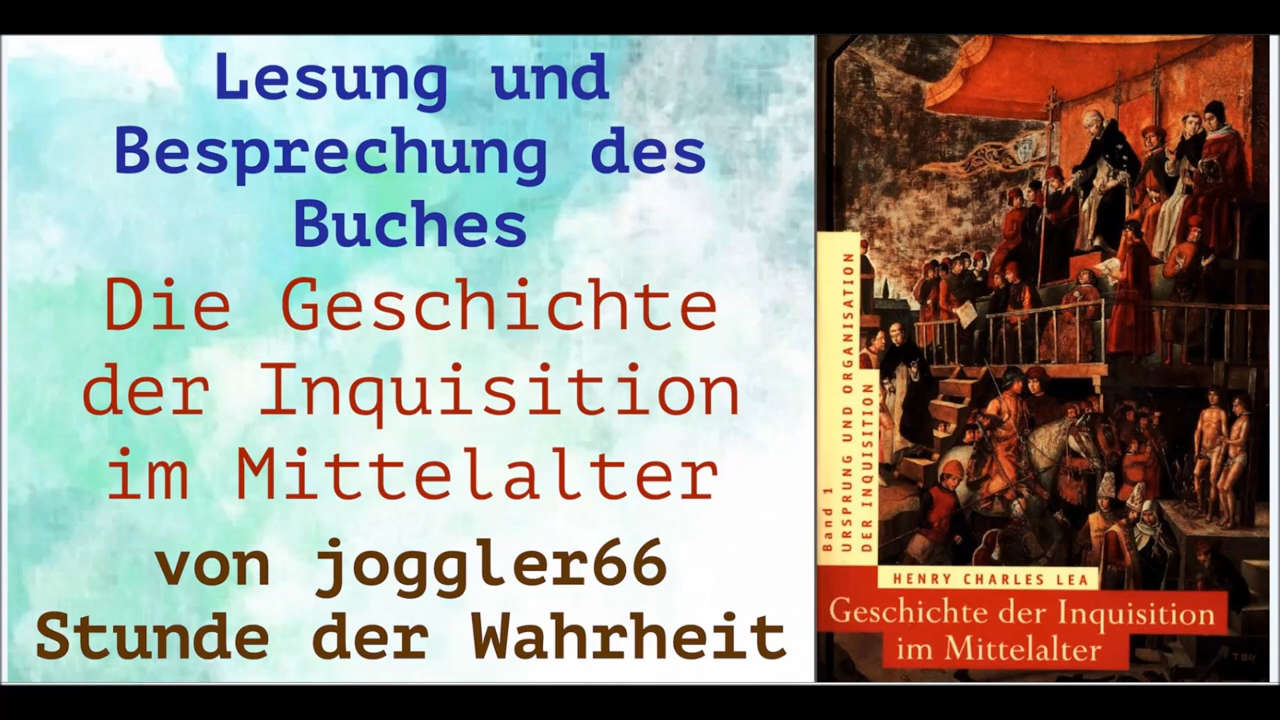 Lesung und
Besprechung des
Buches
Die Geschichte
der Inquisition
im Mittelalter
von joggler66
Stunde der Wahrheit
Band 1
URSPRUNG UND ORGANISATION
DER INQUISITION
HENRY CHARLES LEA
Geschichte der Inquisition
im Mittelalter